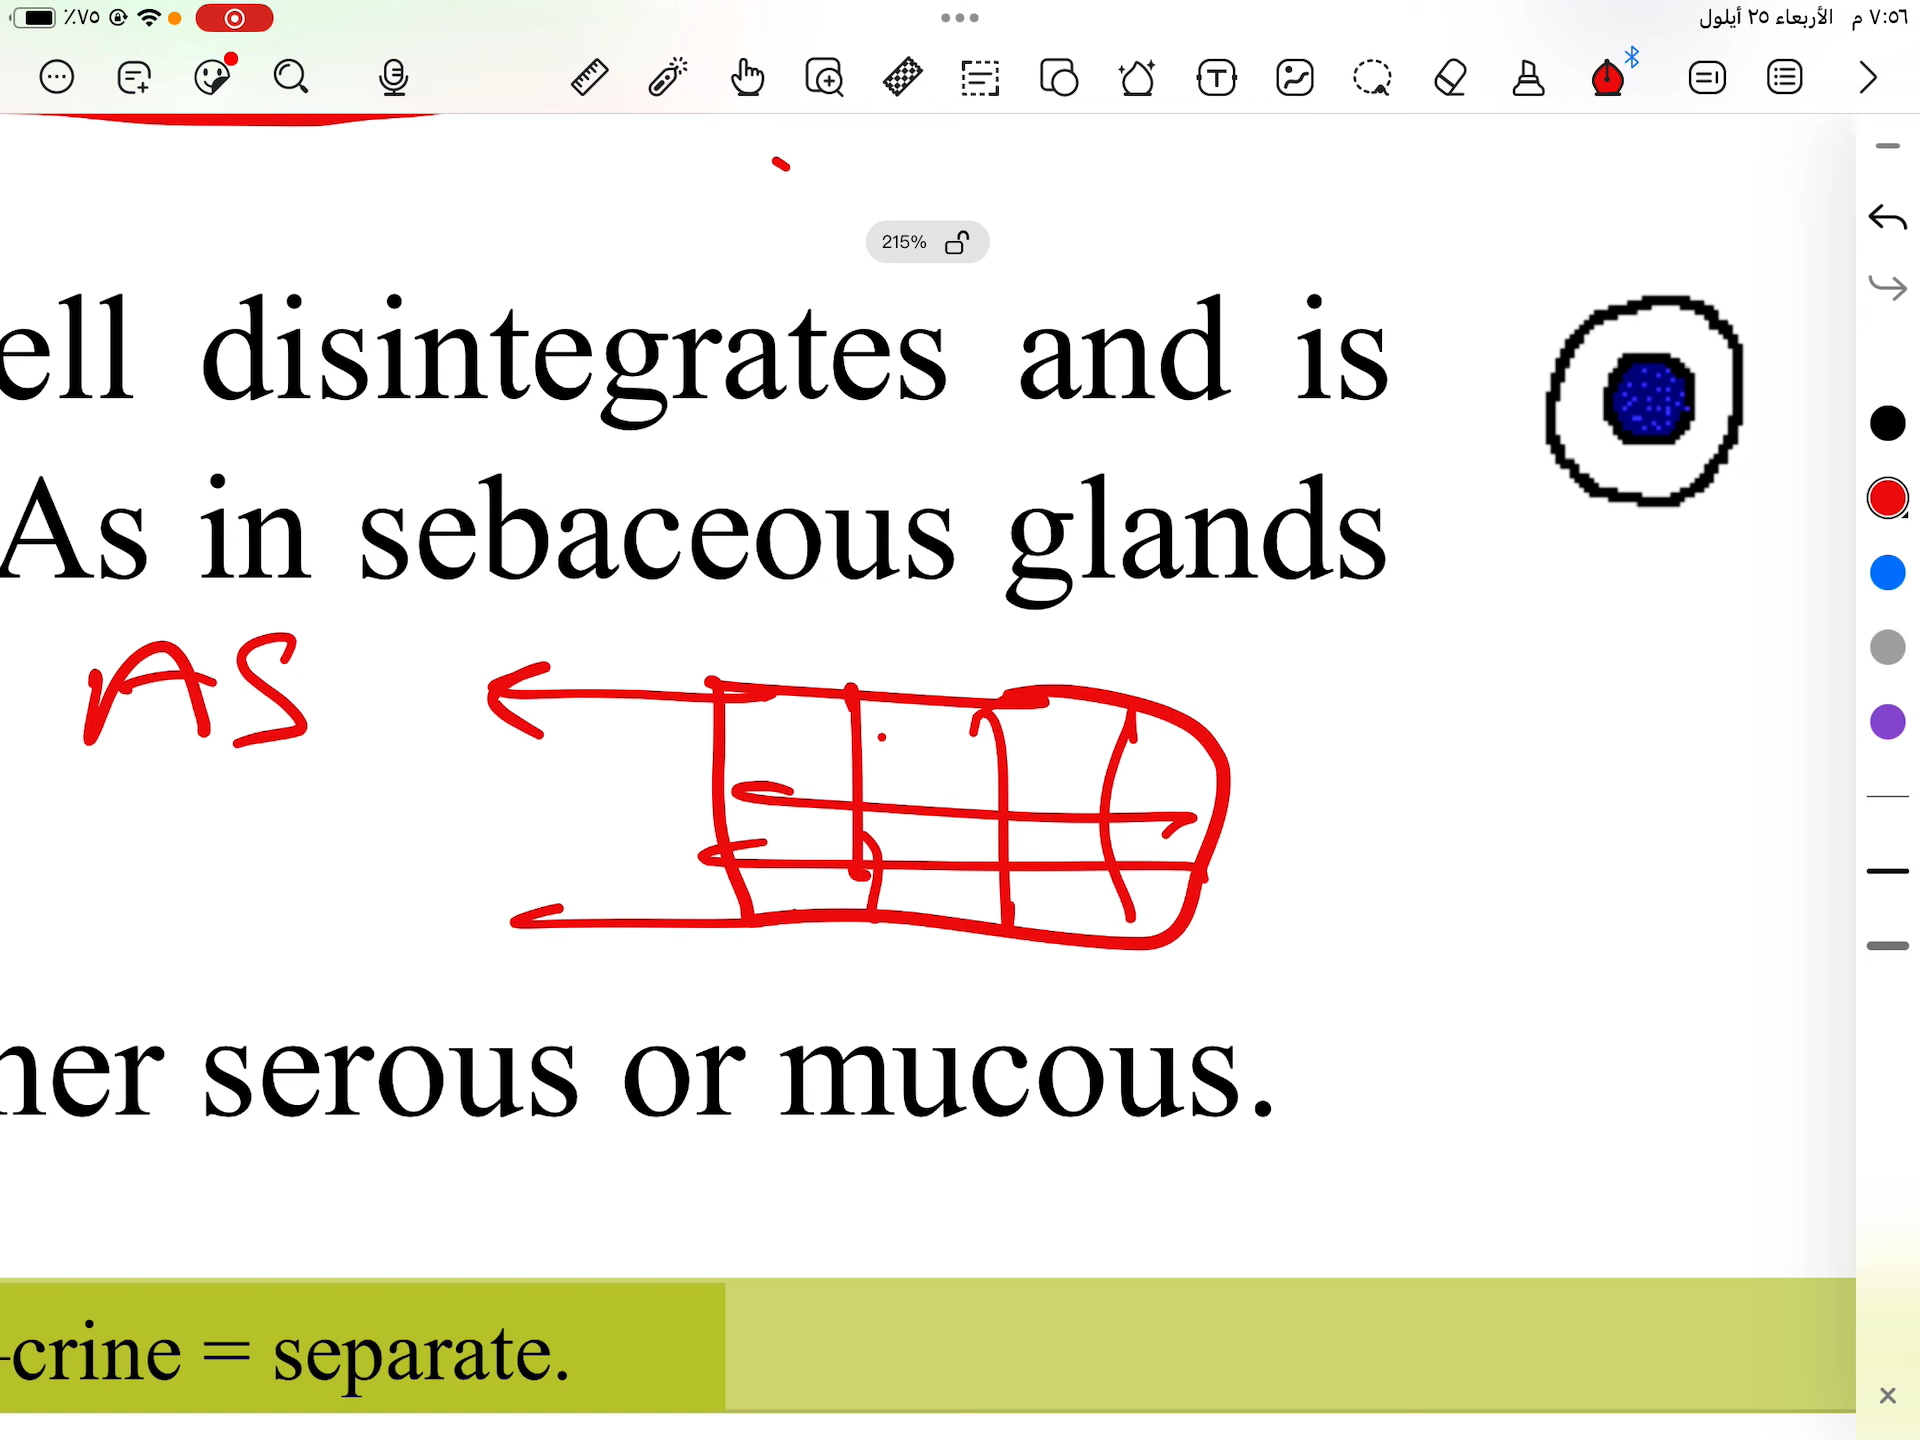 ٪٧٥
٧:٥٦ م الأربعاء ٢٥ أيلول
215%
ell disintegrates and is
As in sebaceous glands
AS
ner serous or mucous.
-crine = separate.